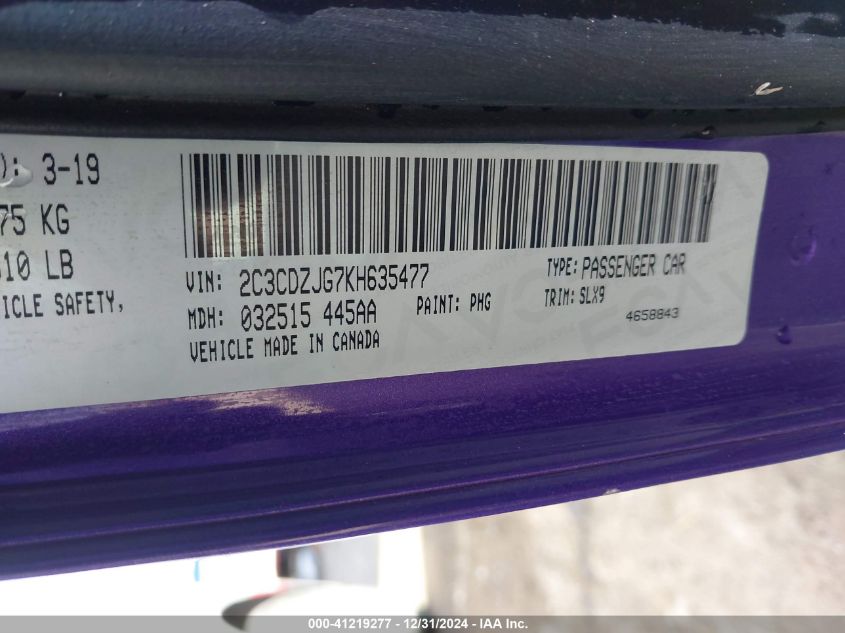 ): 3-19
75 KG
10 LB
ICLE SAFETY,
VIN: 2C3CDZJG7KH635477
TYPE: PASSENGER CAR
MDH: 032515 445AA
PAINT: PHG
TRIM: SLX9
4658843
VEHICLE MADE IN CANADA
000-41219277 - 12/31/2024 - IAA Inc.